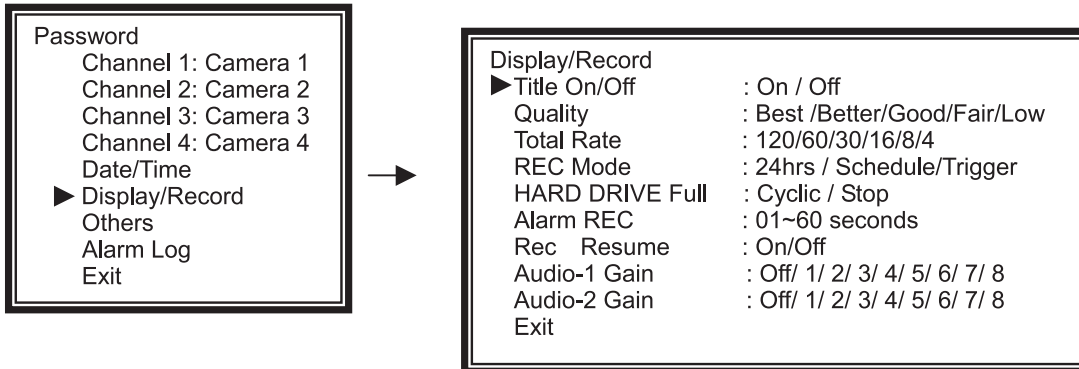 Password
Channel 1: Camera 1
Channel 2: Camera 2
Channel 3: Camera 3
Channel 4: Camera 4
Date/Time
▶ Display/Record
Others
Alarm Log
Exit
Display/Record
▶Title On/Off : On / Off
Quality : Best /Better/Good/Fair/Low
Total Rate : 120/60/30/16/8/4
REC Mode : 24hrs / Schedule/Trigger
HARD DRIVE Full : Cyclic / Stop
Alarm REC : 01~60 seconds
Rec Resume : On/Off
Audio-1 Gain : Off/ 1/ 2/ 3/ 4/ 5/ 6/ 7/ 8
Audio-2 Gain : Off/ 1/ 2/ 3/ 4/ 5/ 6/ 7/ 8
Exit